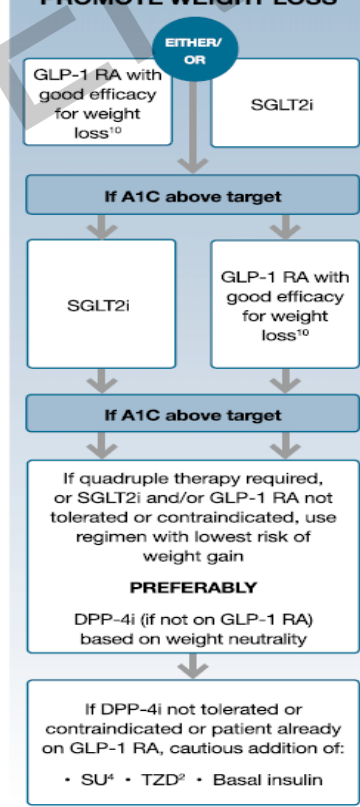 PROMOTE WEIGHT LOSS
EITHER/
OR
GLP-1 RA with
good efficacy
for weight
loss¹⁰
SGLT2i
If A1C above target
SGLT2i
GLP-1 RA with
good efficacy
for weight
loss¹⁰
If A1C above target
If quadruple therapy required,
or SGLT2i and/or GLP-1 RA not
tolerated or contraindicated, use
regimen with lowest risk of
weight gain
PREFERABLY
DPP-4i (if not on GLP-1 RA)
based on weight neutrality
If DPP-4i not tolerated or
contraindicated or patient already
on GLP-1 RA, cautious addition of:
• SU⁴ • TZD² • Basal insulin